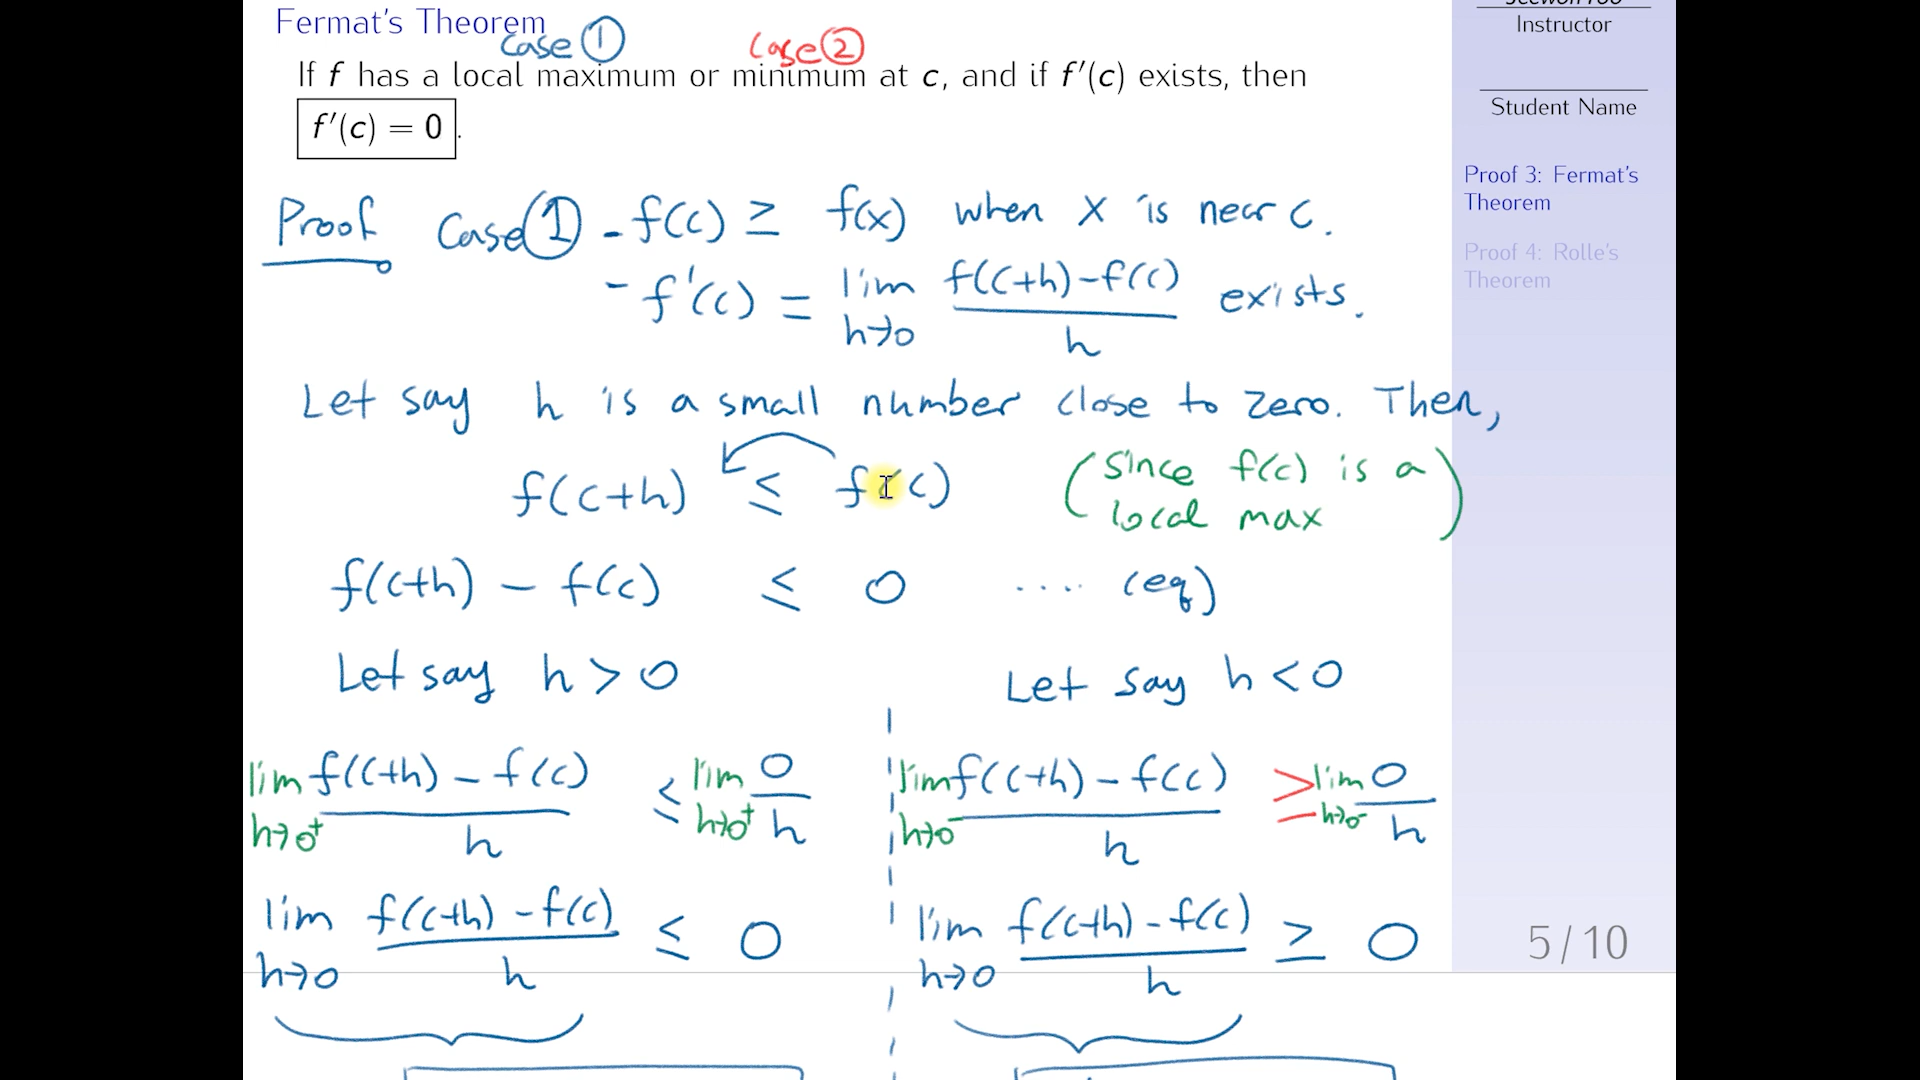 Fermat's Theorem
Case ① Case ②
If f has a local maximum or minimum at c, and if f′(c) exists, then
f′(c) = 0.
Proof Case ① - f(c) ≥ f(x) when x is near c.
- f'(c) = lim h→0 f(c+h)-f(c) / h exists.
Let say h is a small number close to zero. Then,
f(c+h) ≤ f(c) (since f(c) is a
local max)
f(c+h) - f(c) ≤ 0 .... (eq)
Let say h > 0
lim h→0⁺ f(c+h) - f(c) / h ≤ lim h→0⁺ 0 / h
lim h→0 f(c+h) - f(c) / h ≤ 0
Let say h < 0
lim h→0⁻ f(c+h) - f(c) / h ≥ lim h→0⁻ 0 / h
lim h→0 f(c+h) - f(c) / h ≥ 0
Instructor
Student Name
Proof 3: Fermat's
Theorem
Proof 4: Rolle's
Theorem
5 / 10